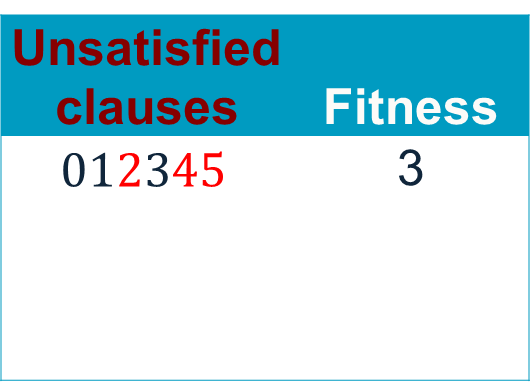 Unsatisfied
clauses
Fitness
012345
3